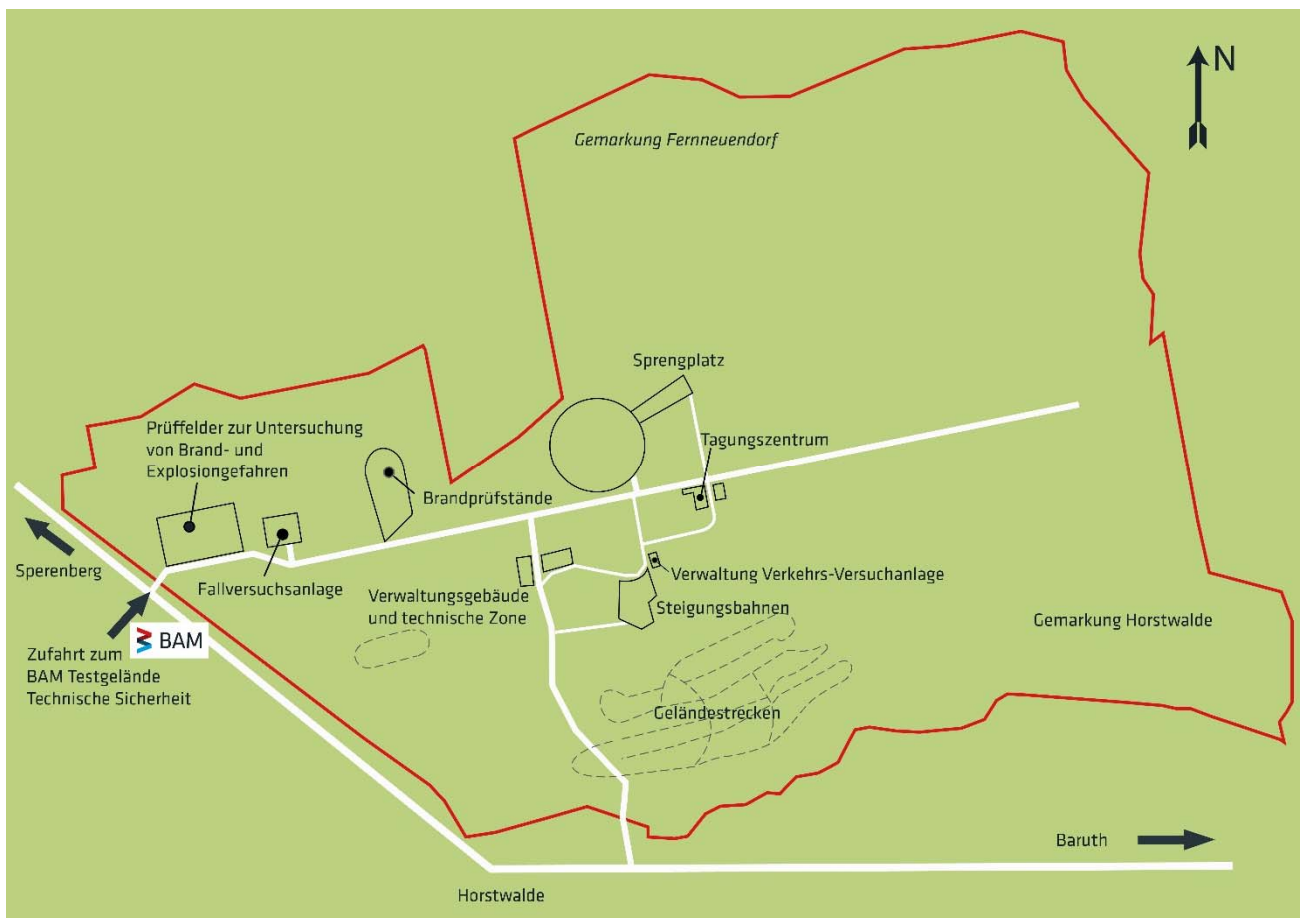 N
Gemarkung Fernneuendorf
Sprengplatz
Prüffelder zur Untersuchung
von Brand- und
Explosiongefahren
Tagungszentrum
Brandprüfstände
Sperenberg
Fallversuchsanlage
Verwaltungsgebäude
und technische Zone
Verwaltung Verkehrs-Versuchanlage
Steigungsbahnen
Gemarkung Horstwalde
BAM
Zufahrt zum
BAM Testgelände
Technische Sicherheit
Geländestrecken
Baruth
Horstwalde